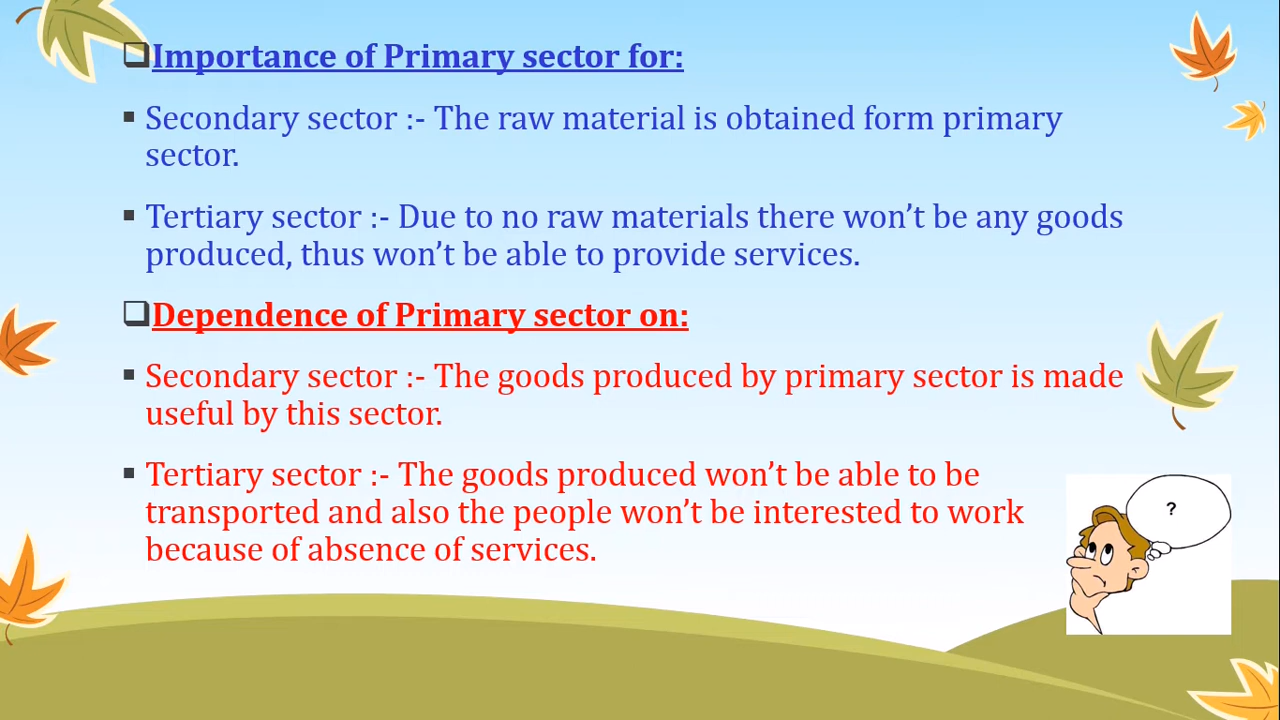 Importance of Primary sector for:
Secondary sector :- The raw material is obtained form primary
sector.
Tertiary sector :- Due to no raw materials there won’t be any goods
produced, thus won’t be able to provide services.
Dependence of Primary sector on:
Secondary sector :- The goods produced by primary sector is made
useful by this sector.
Tertiary sector :- The goods produced won’t be able to be
transported and also the people won’t be interested to work
because of absence of services.
?